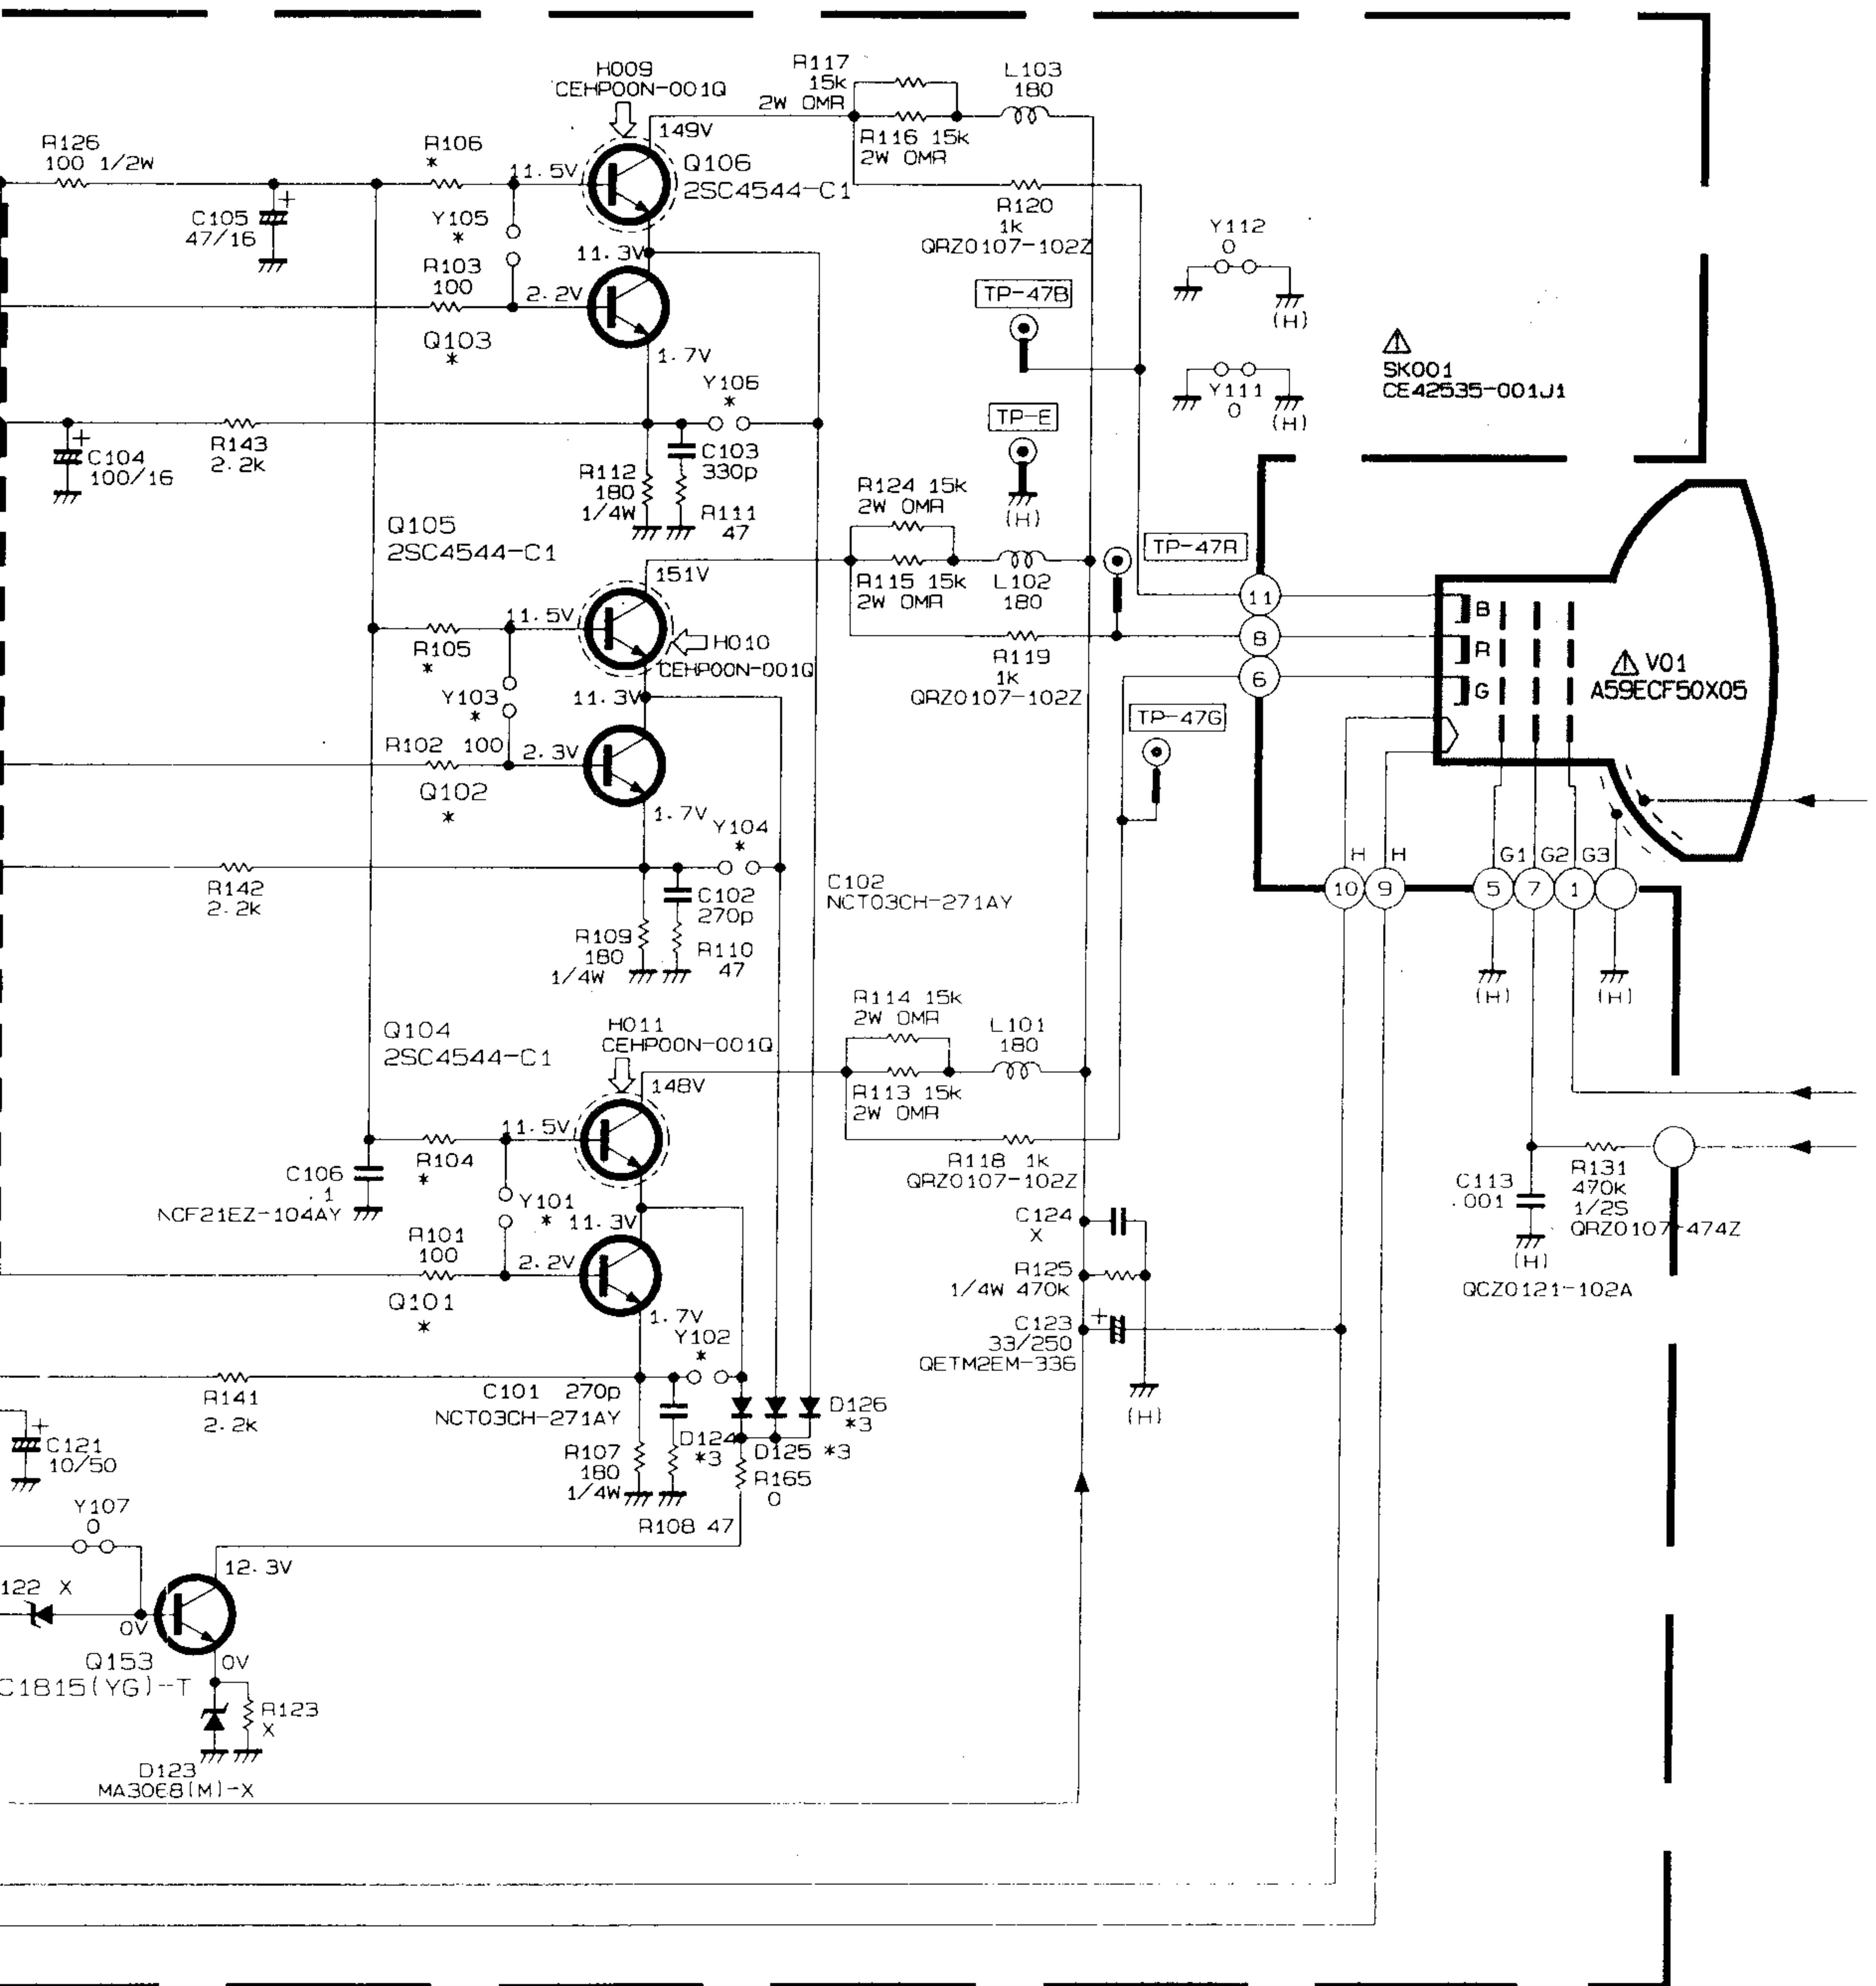 H009
CEHP00N-001Q
R117
15k
2W OMR
L103
180
149V
R126
100 1/2W
R106
*
11.5V
Q106
2SC4544-C1
R116 15k
2W OMR
C105
+
47/16
Y105
*
R120
1k
QRZ0107-102Z
Y112
0
(H)
R103
100
11.3V
2.2V
Q103
*
TP-47B
1.7V
Y106
*
Y111
0
(H)
⚠
SK001
CE42535-001J1
TP-E
(H)
+
C104
100/16
R143
2.2k
C103
330p
R112
180
1/4W
R111
47
R124 15k
2W OMR
Q105
2SC4544-C1
151V
R115 15k
2W OMR
L102
180
TP-47R
11.5V
R105
*
H010
CEHP00N-001Q
R119
1k
QRZ0107-102Z
11
8
6
B
R
G
⚠ V01
A59ECF50X05
Y103
*
11.3V
TP-47G
R102 100
2.3V
Q102
*
1.7V
Y104
*
R142
2.2k
C102
270p
C102
NCT03CH-271AY
R109
180
1/4W
R110
47
H H G1 G2 G3
10 9 5 7 1
(H) (H)
Q104
2SC4544-C1
H011
CEHP00N-001Q
R114 15k
2W OMR
L101
180
148V
R113 15k
2W OMR
11.5V
R104
*
C106
.1
NCF21EZ-104AY
R118 1k
QRZ0107-102Z
Y101
*
11.3V
R101
100
2.2V
Q101
*
C124
X
R125
1/4W 470k
C123
+
33/250
QETM2EM-336
(H)
C113
.001
(H)
QCZ0121-102A
R131
470k
1/2S
QRZ0107-474Z
1.7V
Y102
*
R141
2.2k
C101 270p
NCT03CH-271AY
D126
*3
D124
*3
D125 *3
R107
180
1/4W
R165
0
R108 47
+
C121
10/50
Y107
0
12.3V
122 X
0V
Q153
C1815(YG)-T
0V
R123
X
D123
MA3068(M)-X